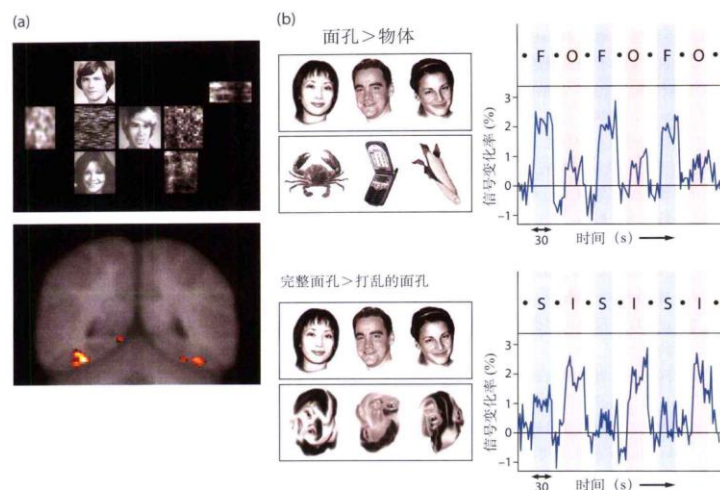 (a)
(b)
面孔＞物体
• F • O • F • O • F • O •
信号变化率 (%)
3
2
1
0
−1
30
时间 (s)
完整面孔＞打乱的面孔
• S • I • S • I • S • I •
信号变化率 (%)
3
2
1
0
−1
30
时间 (s)